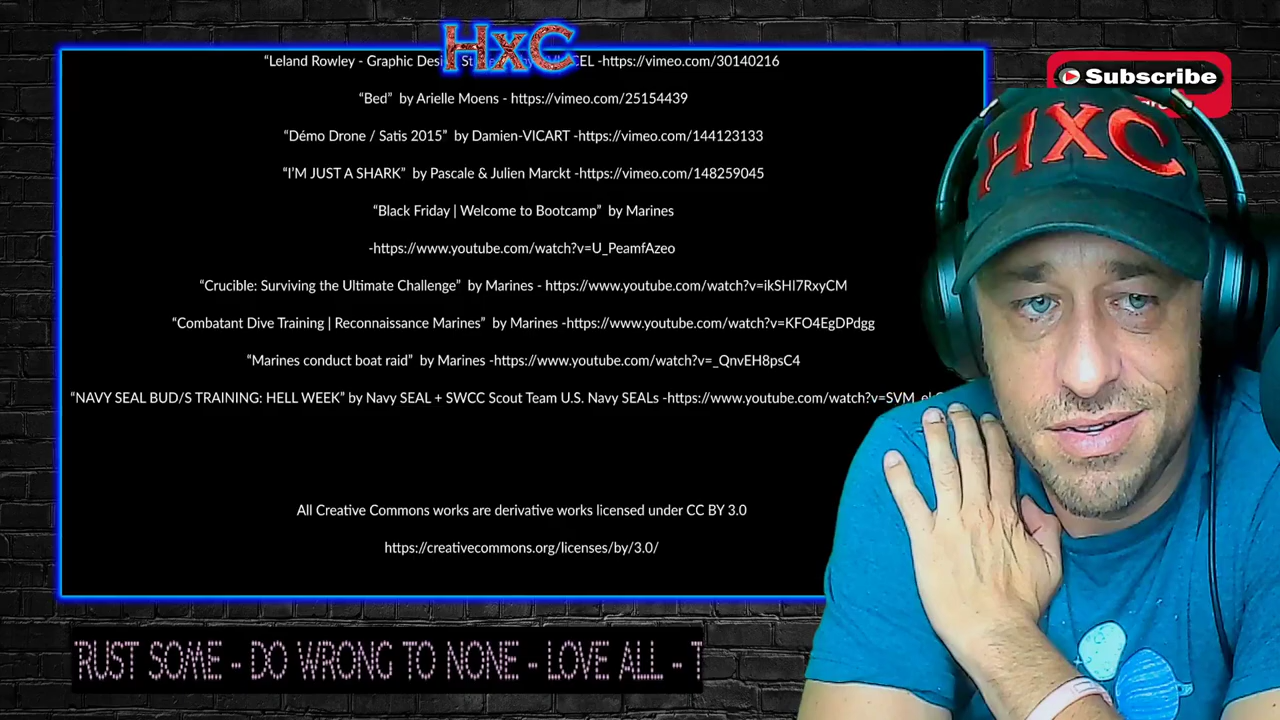 HxC
“Leland Rowley - Graphic -https://vimeo.com/30140216
Subscribe
“Bed” by Arielle Moens - https://vimeo.com/25154439
“Démo Drone / Satis 2015” by Damien-VICART -https://vimeo.com/144123133
HXC
“I’M JUST A SHARK” by Pascale & Julien Marckt -https://vimeo.com/148259045
“Black Friday | Welcome to Bootcamp” by Marines
-https://www.youtube.com/watch?v=U_PeamfAzeo
“Crucible: Surviving the Ultimate Challenge” by Marines - https://www.youtube.com/watch?v=ikSHI7RxyCM
“Combatant Dive Training | Reconnaissance Marines” by Marines -https://www.youtube.com/watch?v=KFO4EgDPdgg
“Marines conduct boat raid” by Marines -https://www.youtube.com/watch?v=_QnvEH8psC4
“NAVY SEAL BUD/S TRAINING: HELL WEEK” by Navy SEAL + SWCC Scout Team U.S. Navy SEALs -https://www.youtube.com/watch?v=SVM
All Creative Commons works are derivative works licensed under CC BY 3.0
https://creativecommons.org/licenses/by/3.0/
RUST SOME - DO WRONG TO NONE - LOVE ALL - T